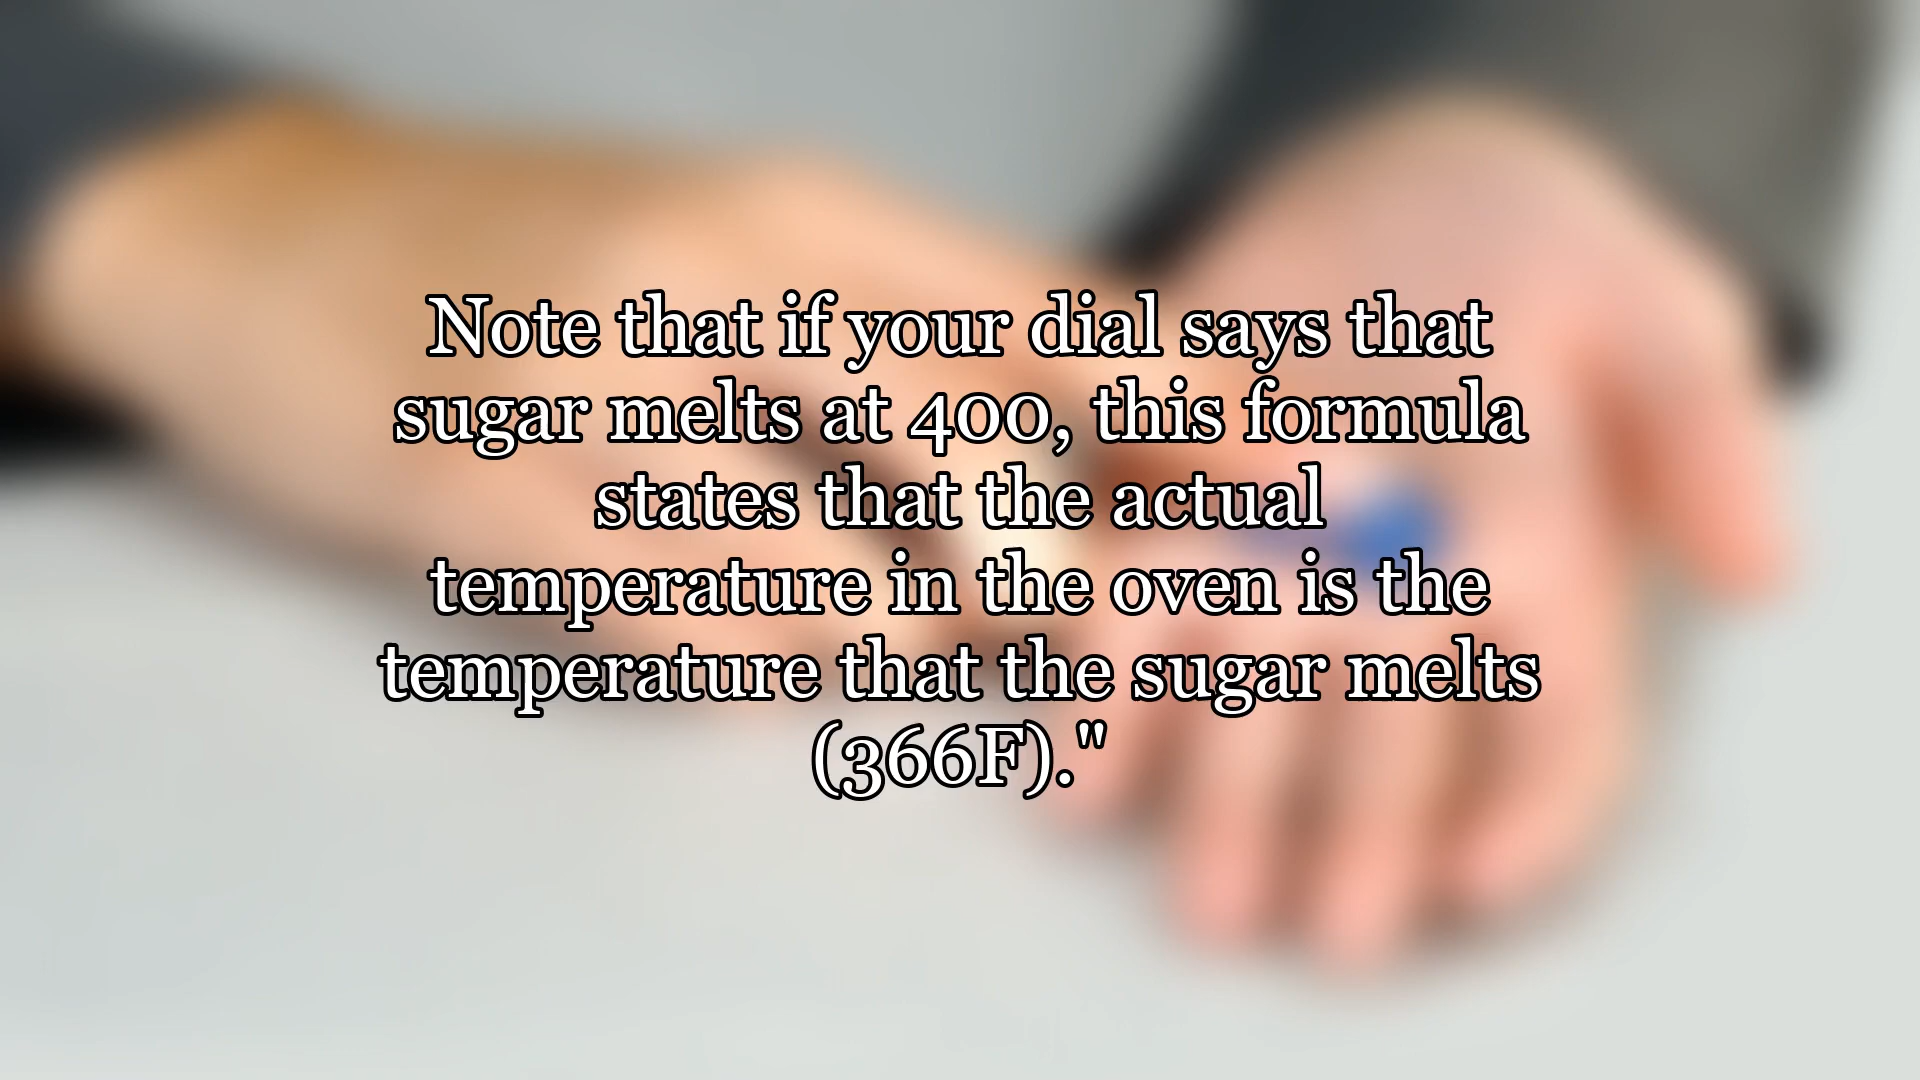 Note that if your dial says that
sugar melts at 400, this formula
states that the actual
temperature in the oven is the
temperature that the sugar melts
(366F)."